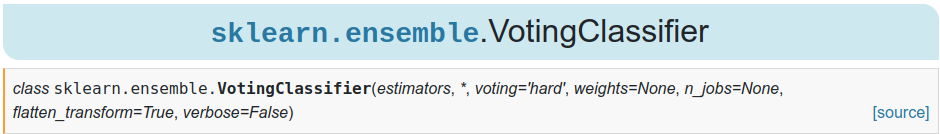 sklearn.ensemble.VotingClassifier
class sklearn.ensemble.VotingClassifier(estimators, *, voting='hard', weights=None, n_jobs=None,
flatten_transform=True, verbose=False)
[source]